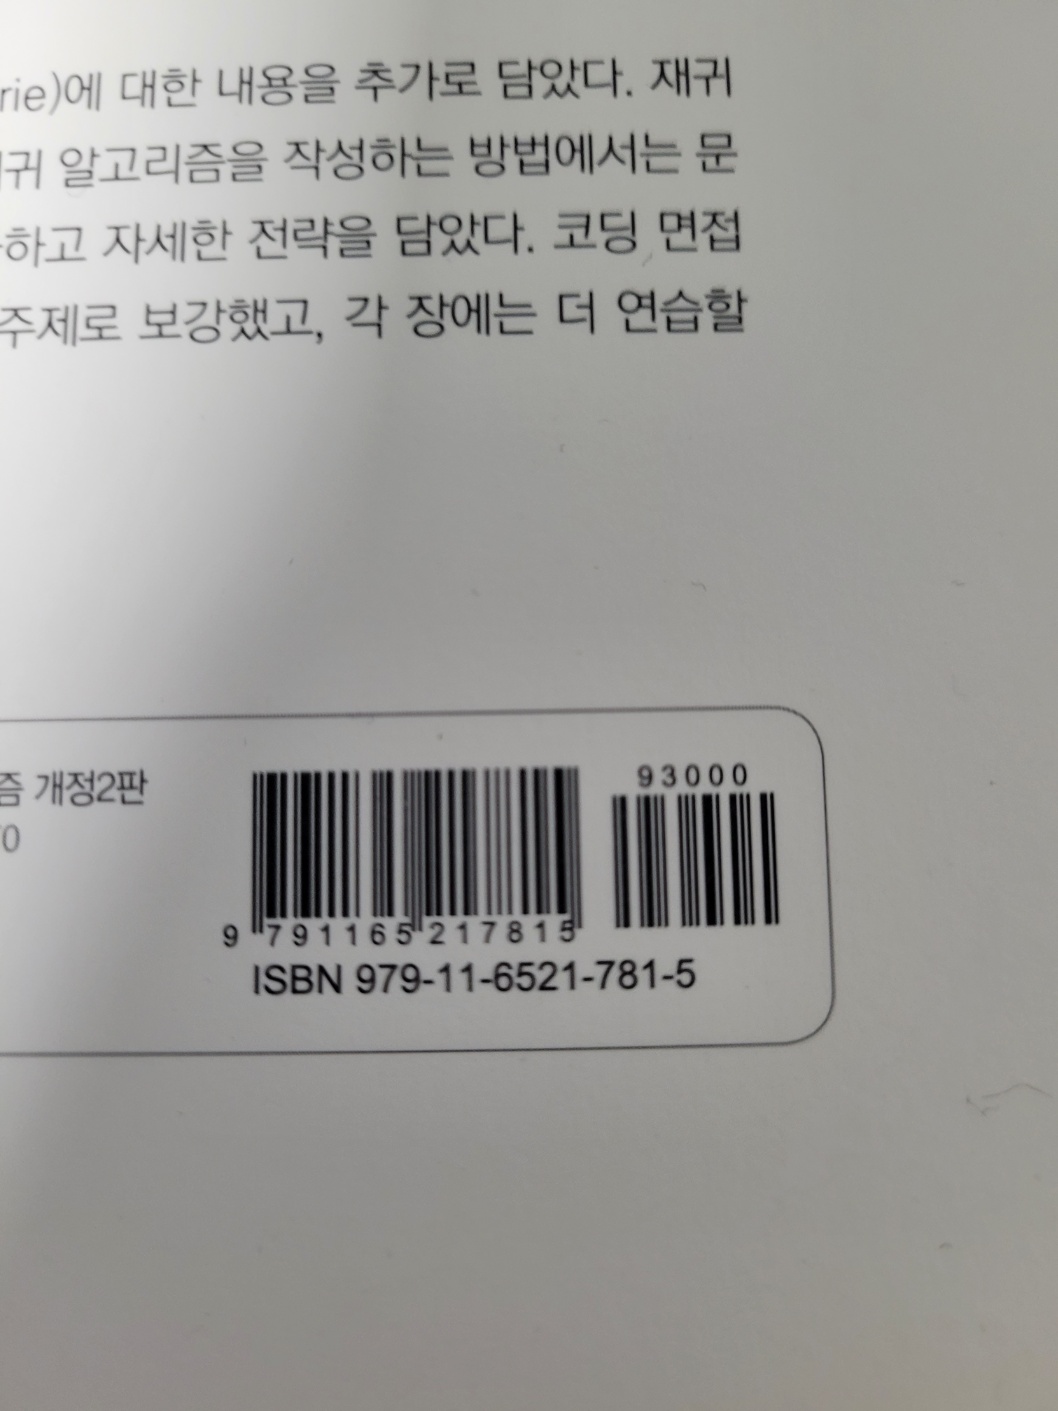 rie)에 대한 내용을 추가로 담았다. 재귀
귀 알고리즘을 작성하는 방법에서는 문
하고 자세한 전략을 담았다. 코딩 면접
주제로 보강했고, 각 장에는 더 연습할
즘 개정2판
0
93000
9 791165 217815
ISBN 979-11-6521-781-5